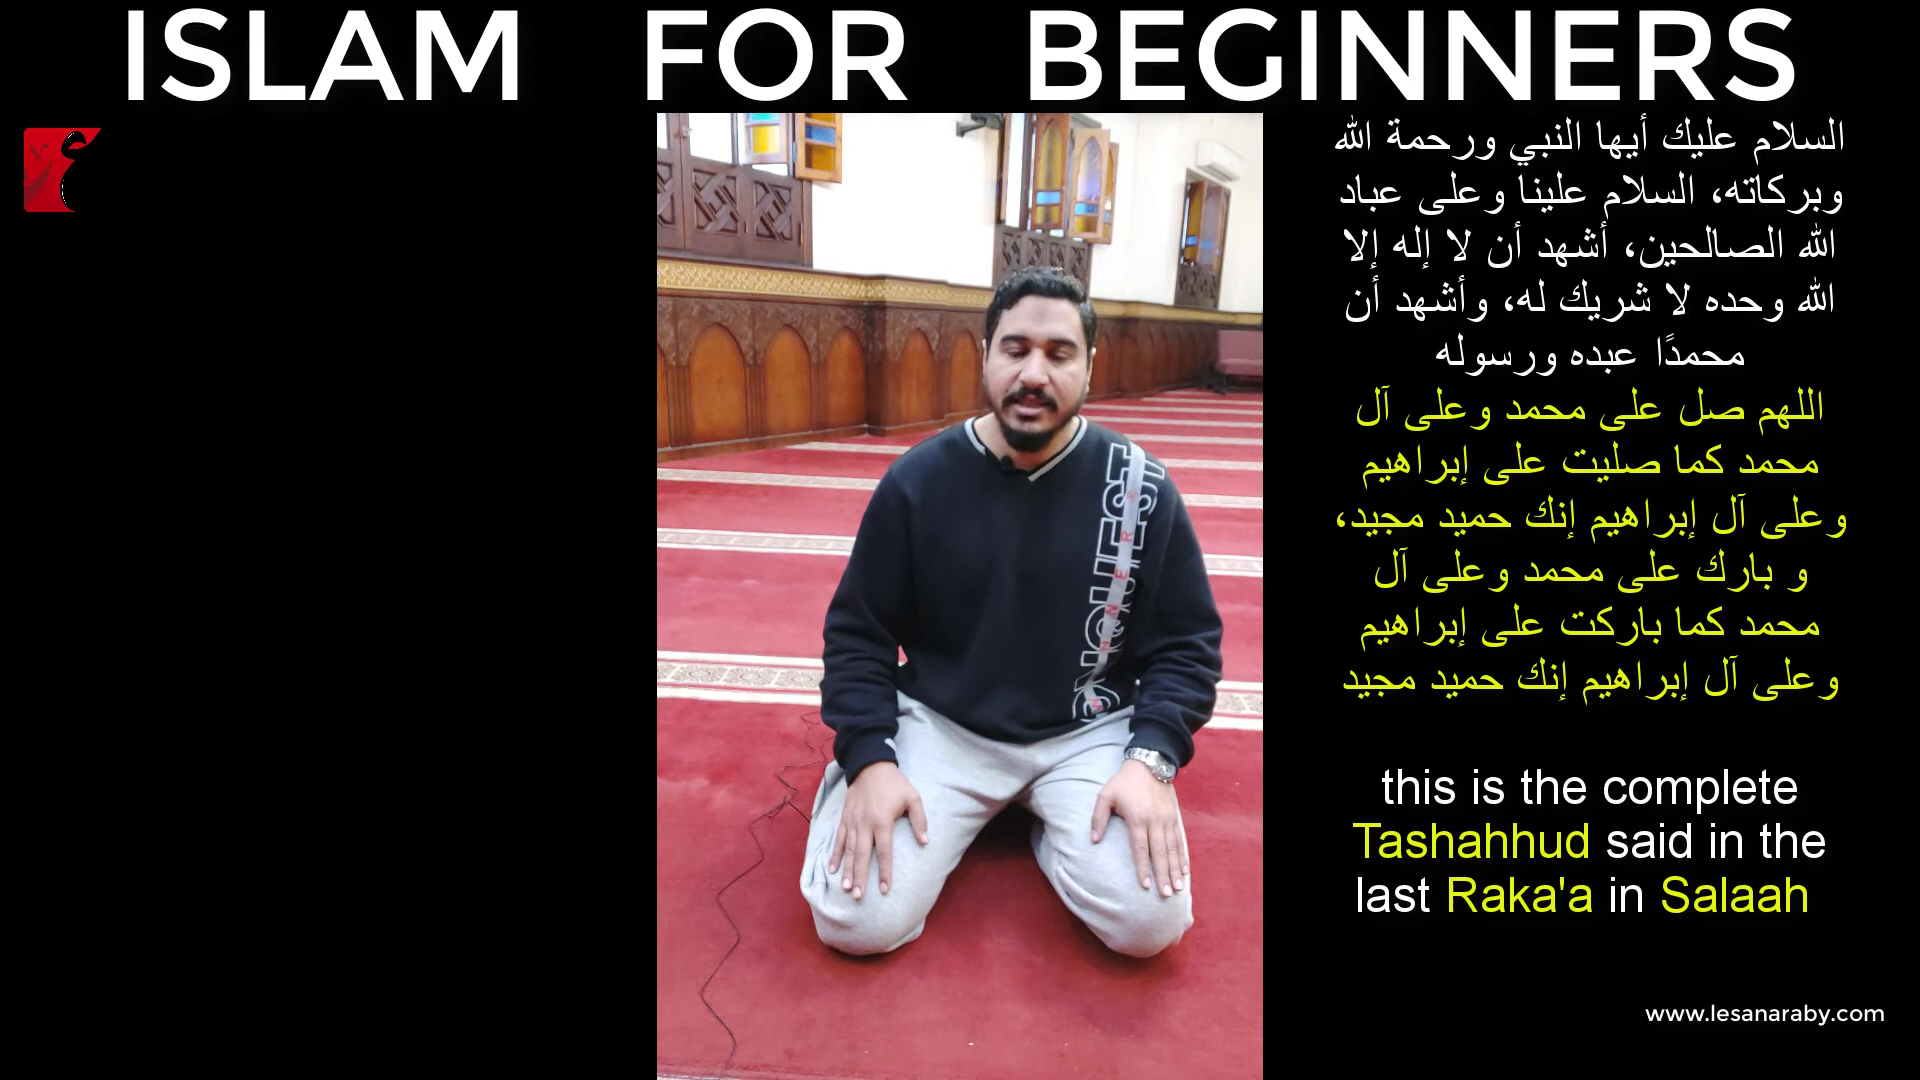 ISLAM FOR BEGINNERS
السلام عليك أيها النبي ورحمة الله
وبركاته، السلام علينا وعلى عباد
الله الصالحين، أشهد أن لا إله إلا
الله وحده لا شريك له، وأشهد أن
محمدًا عبده ورسوله
اللهم صل على محمد وعلى آل
محمد كما صليت على إبراهيم
وعلى آل إبراهيم إنك حميد مجيد،
و بارك على محمد وعلى آل
محمد كما باركت على إبراهيم
وعلى آل إبراهيم إنك حميد مجيد
this is the complete
Tashahhud said in the
last Raka'a in Salaah
www.lesanaraby.com